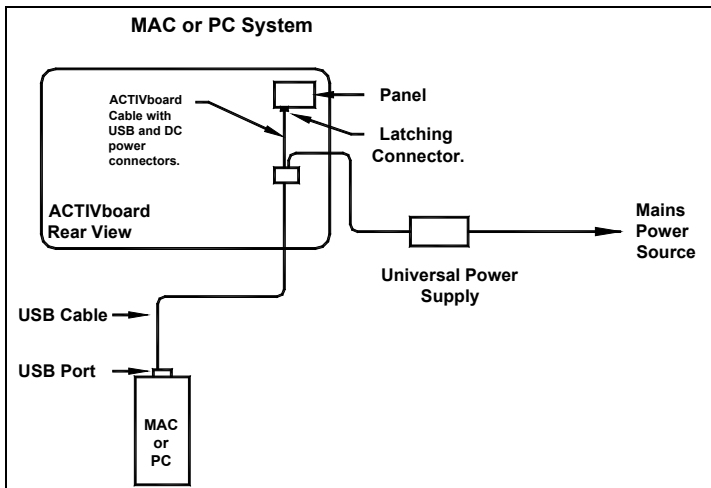 MAC or PC System
ACTIVboard
Cable with
USB and DC
power
connectors.
Panel
Latching
Connector.
ACTIVboard
Rear View
Mains
Power
Source
Universal Power
Supply
USB Cable
USB Port
MAC
or
PC